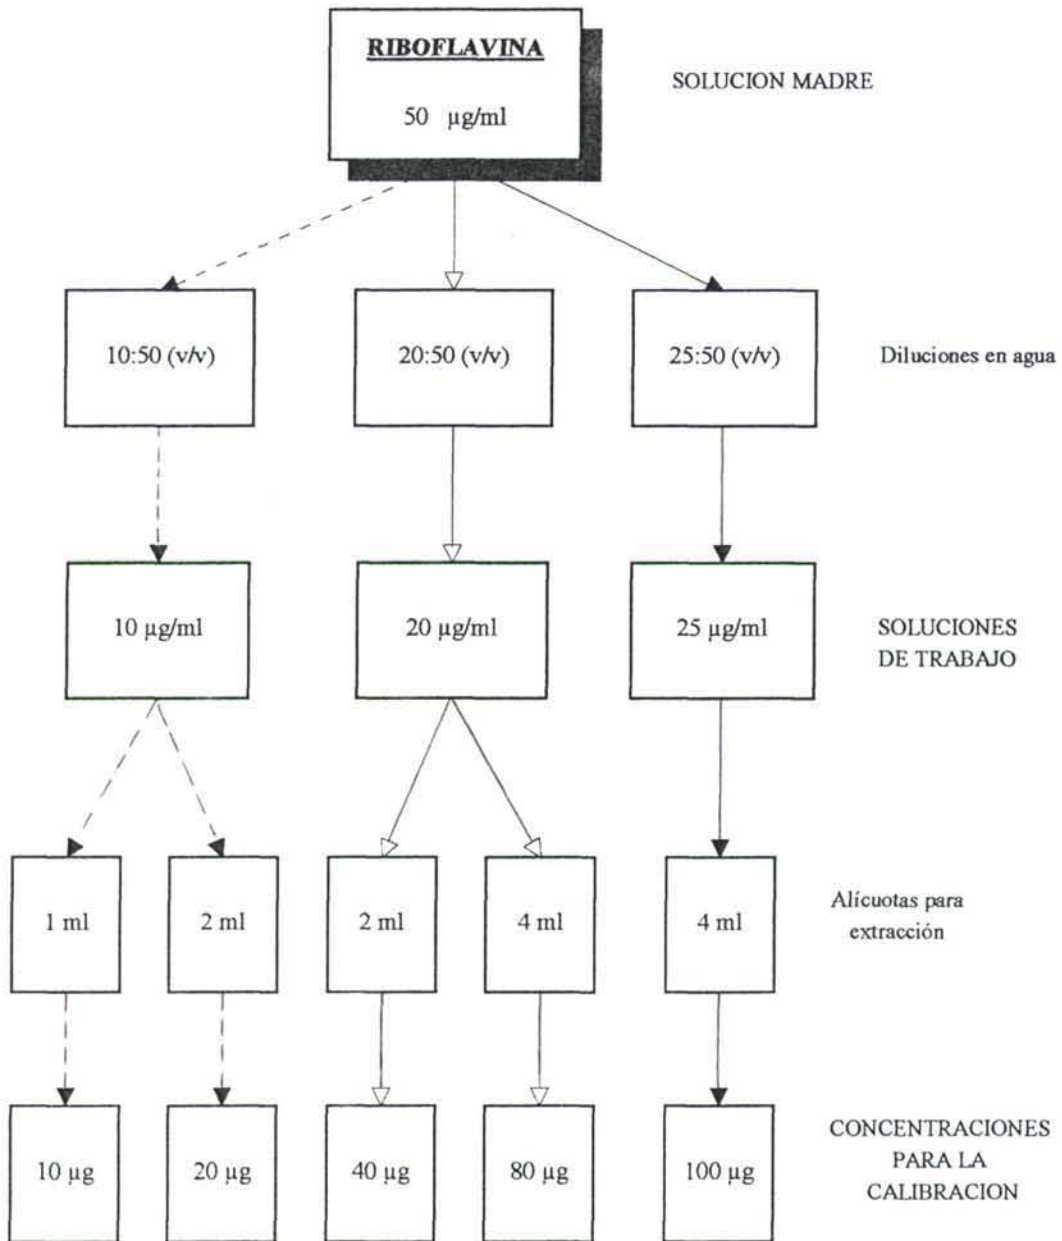 RIBOFLAVINA
50 µg/ml
SOLUCION MADRE
10:50 (v/v)
20:50 (v/v)
25:50 (v/v)
Diluciones en agua
10 µg/ml
20 µg/ml
25 µg/ml
SOLUCIONES
DE TRABAJO
1 ml
2 ml
2 ml
4 ml
4 ml
Alícuotas para
extracción
10 µg
20 µg
40 µg
80 µg
100 µg
CONCENTRACIONES
PARA LA
CALIBRACION